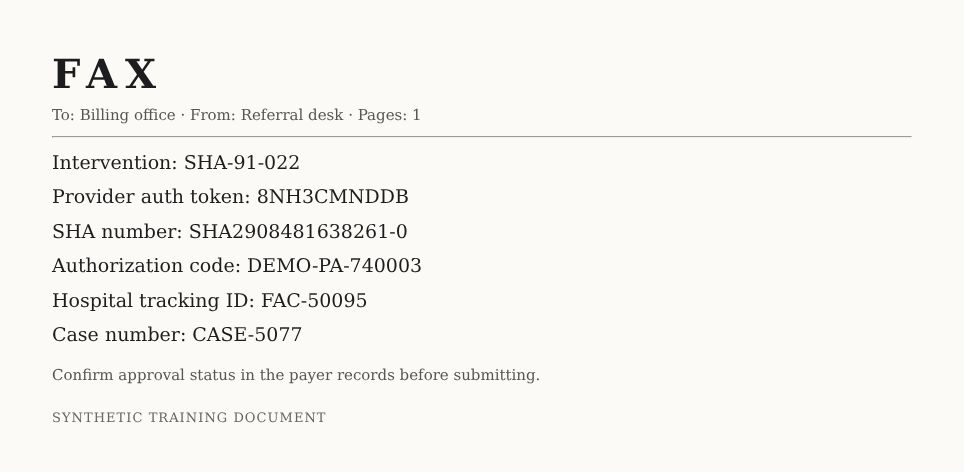 FAX
To: Billing office · From: Referral desk · Pages: 1
Intervention: SHA-91-022
Provider auth token: 8NH3CMNDDB
SHA number: SHA2908481638261-0
Authorization code: DEMO-PA-740003
Hospital tracking ID: FAC-50095
Case number: CASE-5077
Confirm approval status in the payer records before submitting.
SYNTHETIC TRAINING DOCUMENT